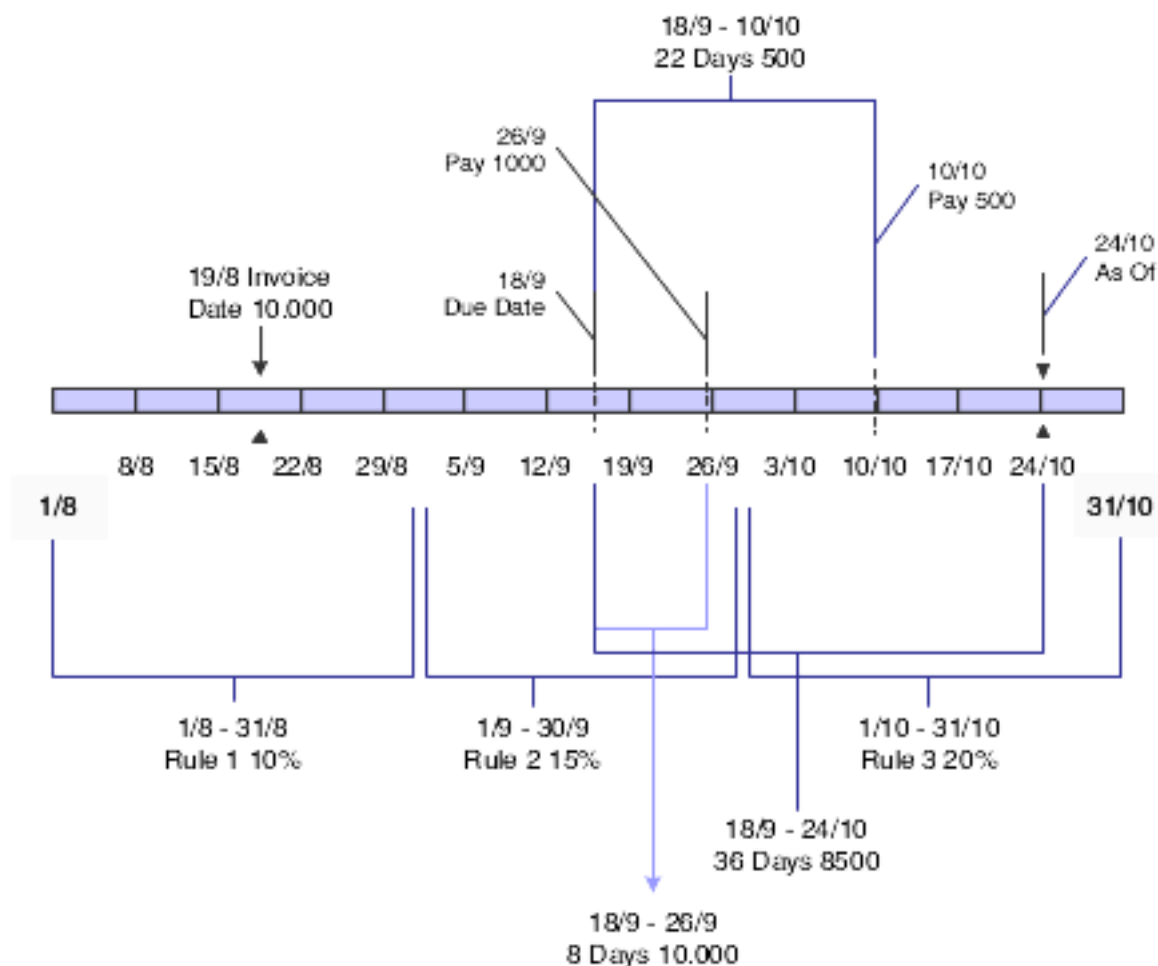 18/9 - 10/10
22 Days 500
26/9
Pay 1000
10/10
Pay 500
24/10
As Of
19/8 Invoice
Date 10.000
18/9
Due Date
8/8 15/8 22/8 29/8 5/9 12/9 19/9 26/9 3/10 10/10 17/10 24/10
1/8
31/10
1/8 - 31/8
Rule 1 10%
1/9 - 30/9
Rule 2 15%
1/10 - 31/10
Rule 3 20%
18/9 - 24/10
36 Days 8500
18/9 - 26/9
8 Days 10.000